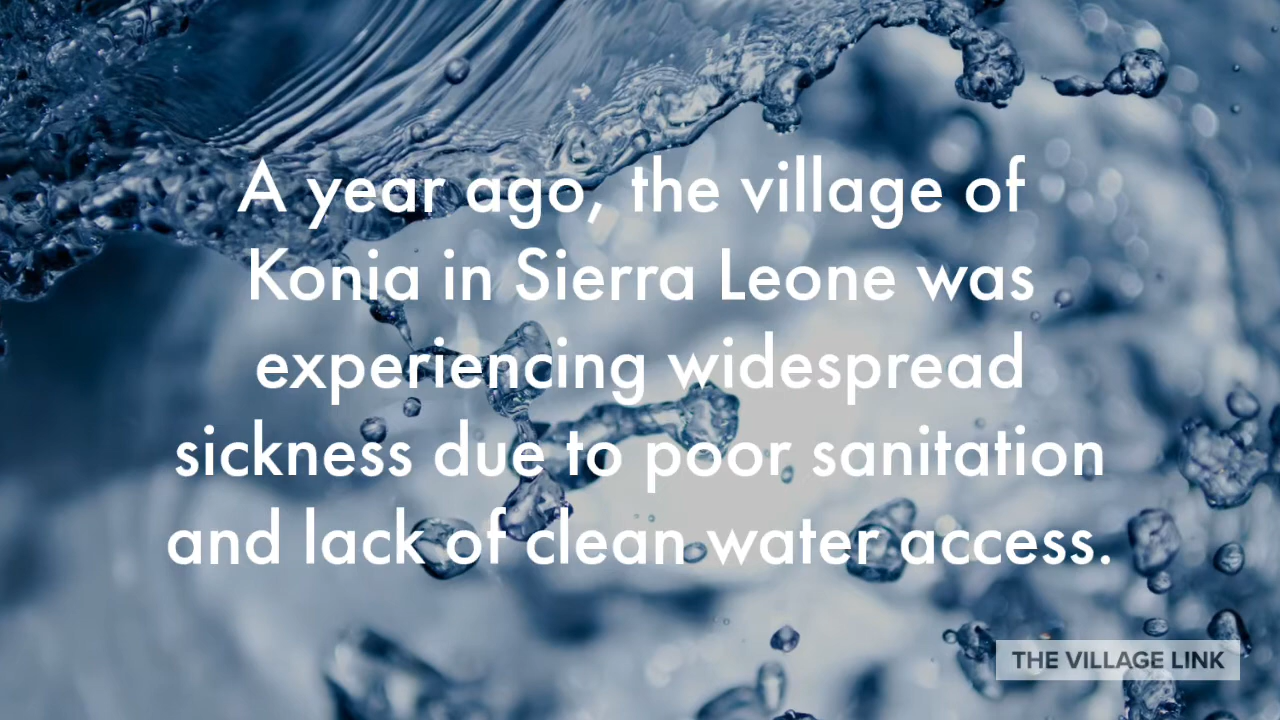 A year ago, the village of
Konia in Sierra Leone was
experiencing widespread
sickness due to poor sanitation
and lack of clean water access.
THE VILLAGE LINK